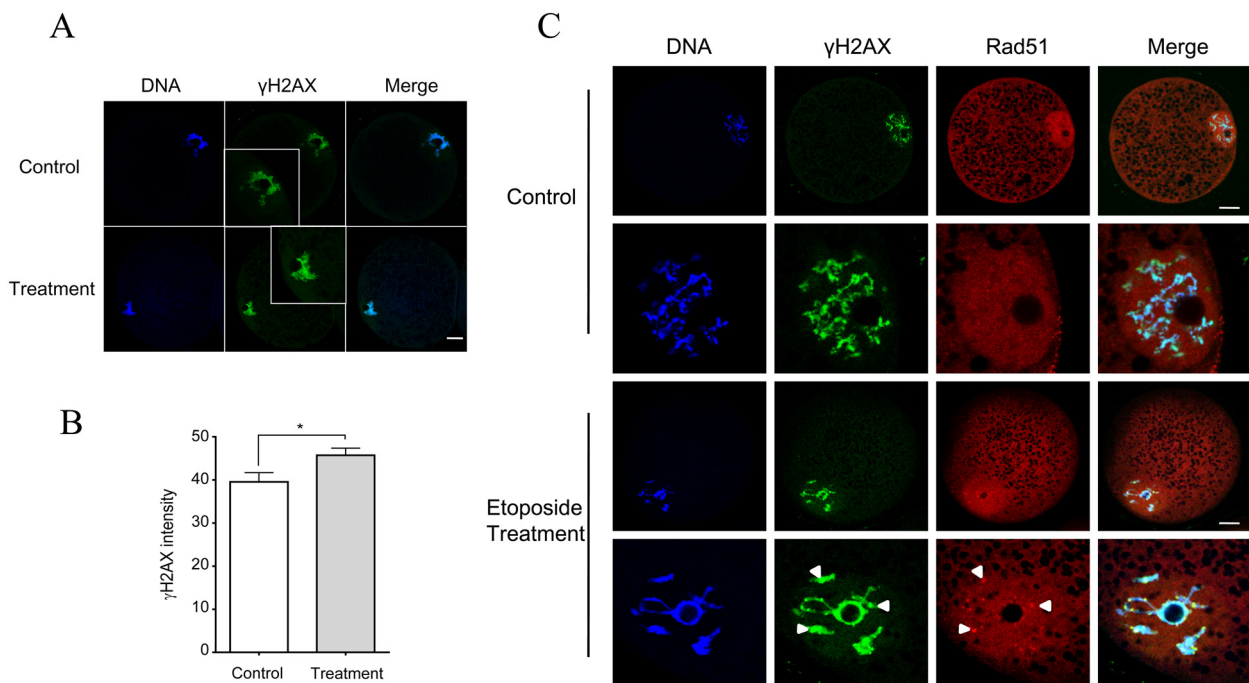 A
DNA γH2AX Merge
Control
Treatment
B
*
50
40
30
20
10
0
γH2AX intensity
Control Treatment
C
DNA γH2AX Rad51 Merge
Control
Etoposide
Treatment